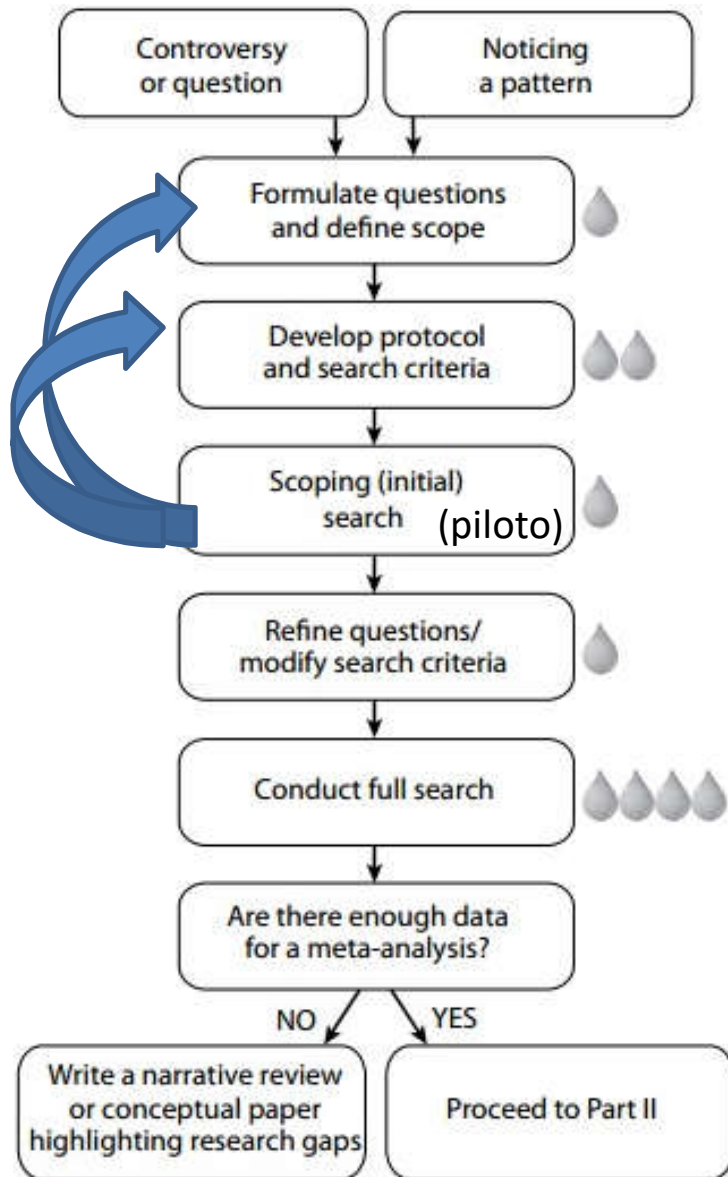 Controversy
or question
Noticing
a pattern
Formulate questions
and define scope
Develop protocol
and search criteria
Scoping (initial)
search (piloto)
Refine questions/
modify search criteria
Conduct full search
Are there enough data
for a meta-analysis?
NO YES
Write a narrative review
or conceptual paper
highlighting research gaps
Proceed to Part II